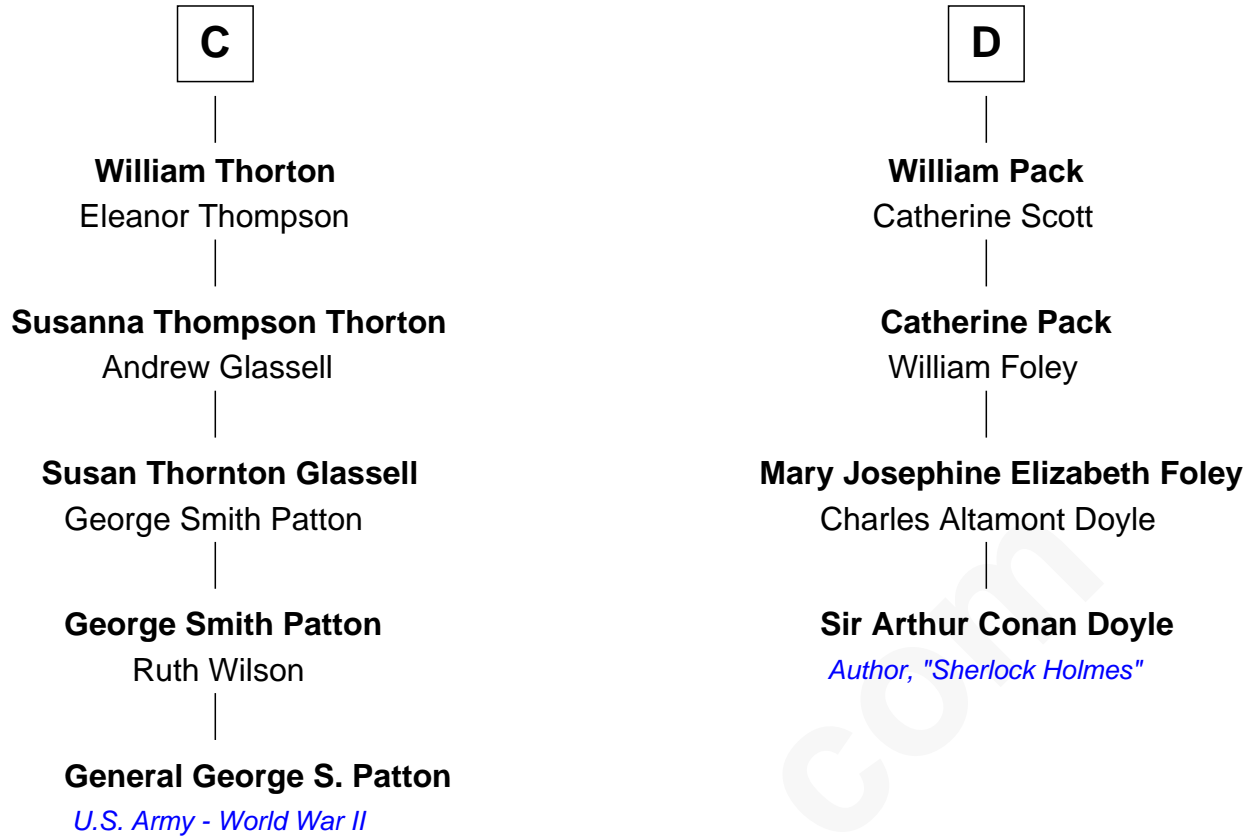 C
William Thorton
Eleanor Thompson
Susanna Thompson Thorton
Andrew Glassell
Susan Thornton Glassell
George Smith Patton
George Smith Patton
Ruth Wilson
General George S. Patton
U.S. Army - World War II
D
William Pack
Catherine Scott
Catherine Pack
William Foley
Mary Josephine Elizabeth Foley
Charles Altamont Doyle
Sir Arthur Conan Doyle
Author, "Sherlock Holmes"
com